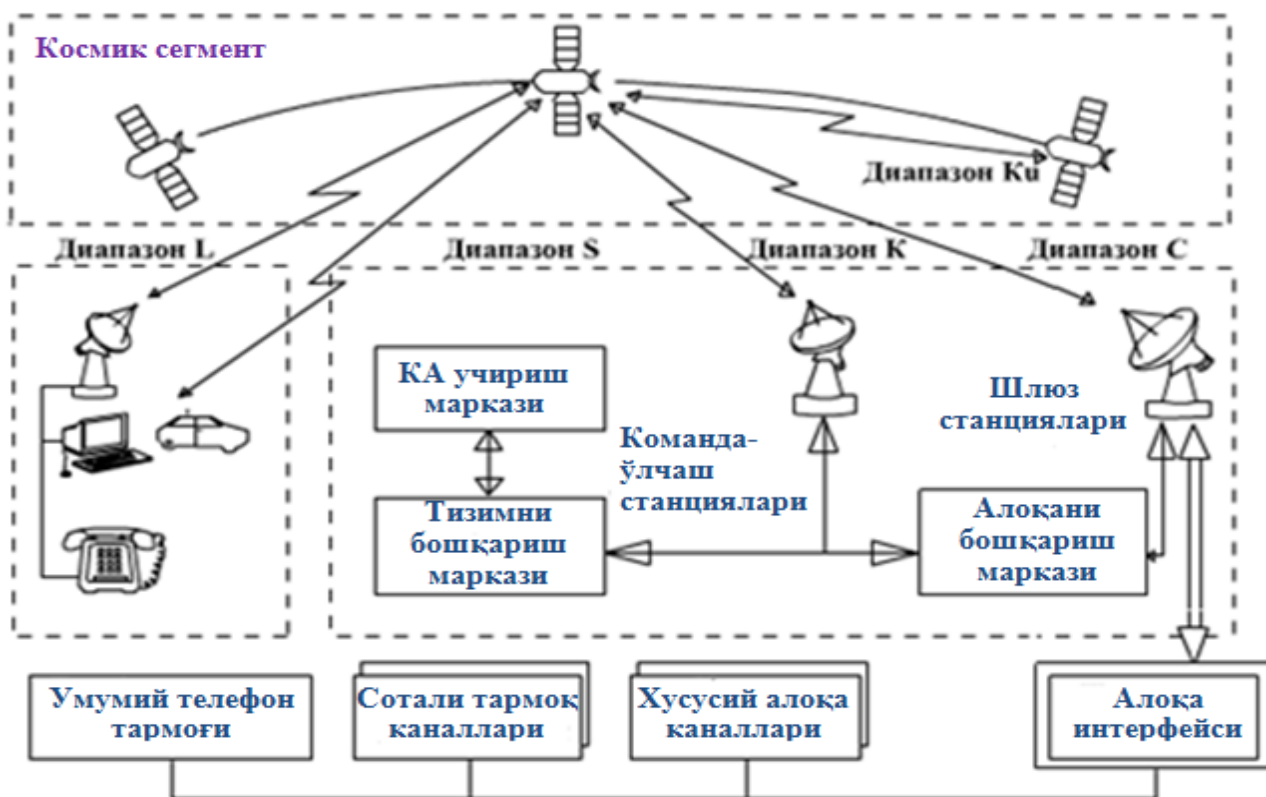 Космик сегмент
Диапазон Ku
Диапазон L
Диапазон S
Диапазон K
Диапазон C
КА учириш
маркази
Шлюз
станциялари
Команда-
ўлчаш
станциялари
Тизимни
бошқариш
маркази
Алоқани
бошқариш
маркази
Умумий телефон
тармоғи
Сотали тармоқ
каналлари
Хусусий алоқа
каналлари
Алоқа
интерфейси